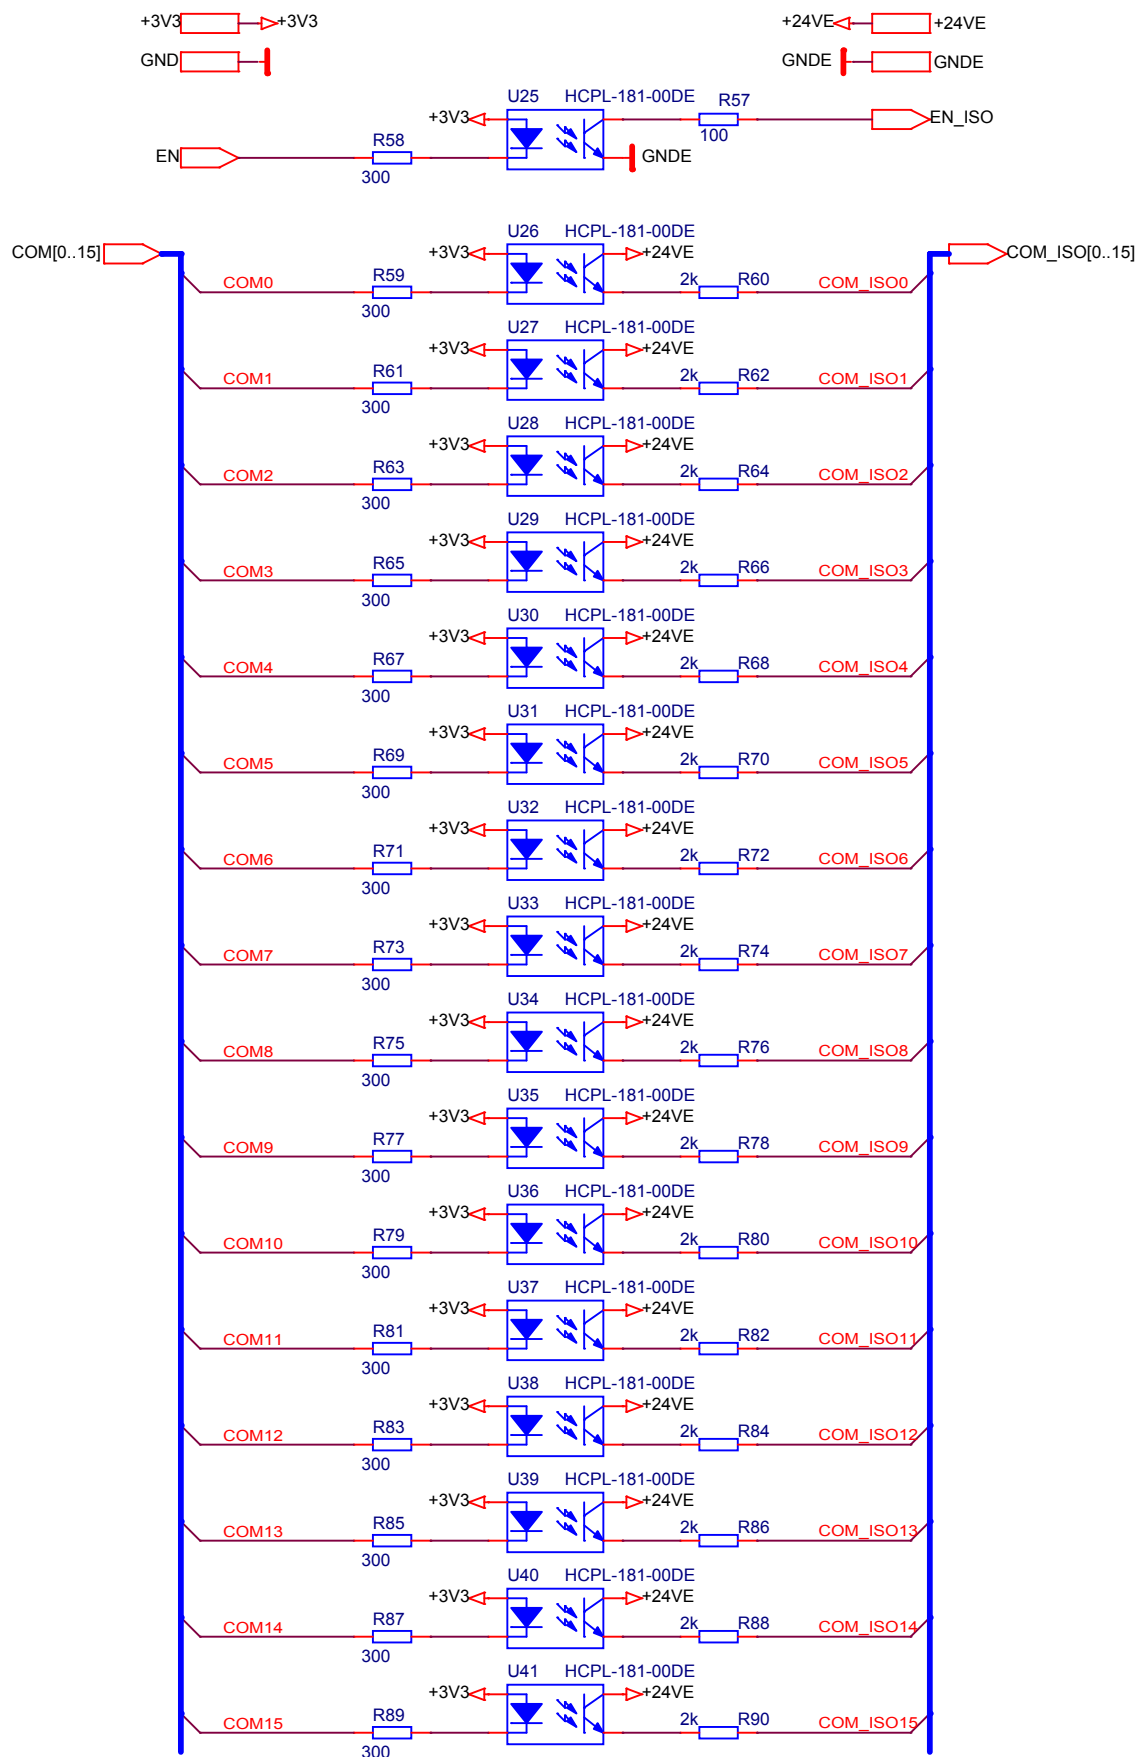 +3V3 +3V3 +24VE +24VE
GND GNDE GNDE
U25 HCPL-181-00DE R57
+3V3 EN_ISO
R58 100
EN GNDE
300
U26 HCPL-181-00DE
COM[0..15] +3V3 +24VE COM_ISO[0..15]
COM0 R59 2k R60 COM_ISO0
300
U27 HCPL-181-00DE
+3V3 +24VE
COM1 R61 2k R62 COM_ISO1
300
U28 HCPL-181-00DE
+3V3 +24VE
COM2 R63 2k R64 COM_ISO2
300
U29 HCPL-181-00DE
+3V3 +24VE
COM3 R65 2k R66 COM_ISO3
300
U30 HCPL-181-00DE
+3V3 +24VE
COM4 R67 2k R68 COM_ISO4
300
U31 HCPL-181-00DE
+3V3 +24VE
COM5 R69 2k R70 COM_ISO5
300
U32 HCPL-181-00DE
+3V3 +24VE
COM6 R71 2k R72 COM_ISO6
300
U33 HCPL-181-00DE
+3V3 +24VE
COM7 R73 2k R74 COM_ISO7
300
U34 HCPL-181-00DE
+3V3 +24VE
COM8 R75 2k R76 COM_ISO8
300
U35 HCPL-181-00DE
+3V3 +24VE
COM9 R77 2k R78 COM_ISO9
300
U36 HCPL-181-00DE
+3V3 +24VE
COM10 R79 2k R80 COM_ISO10
300
U37 HCPL-181-00DE
+3V3 +24VE
COM11 R81 2k R82 COM_ISO11
300
U38 HCPL-181-00DE
+3V3 +24VE
COM12 R83 2k R84 COM_ISO12
300
U39 HCPL-181-00DE
+3V3 +24VE
COM13 R85 2k R86 COM_ISO13
300
U40 HCPL-181-00DE
+3V3 +24VE
COM14 R87 2k R88 COM_ISO14
300
U41 HCPL-181-00DE
+3V3 +24VE
COM15 R89 2k R90 COM_ISO15
300